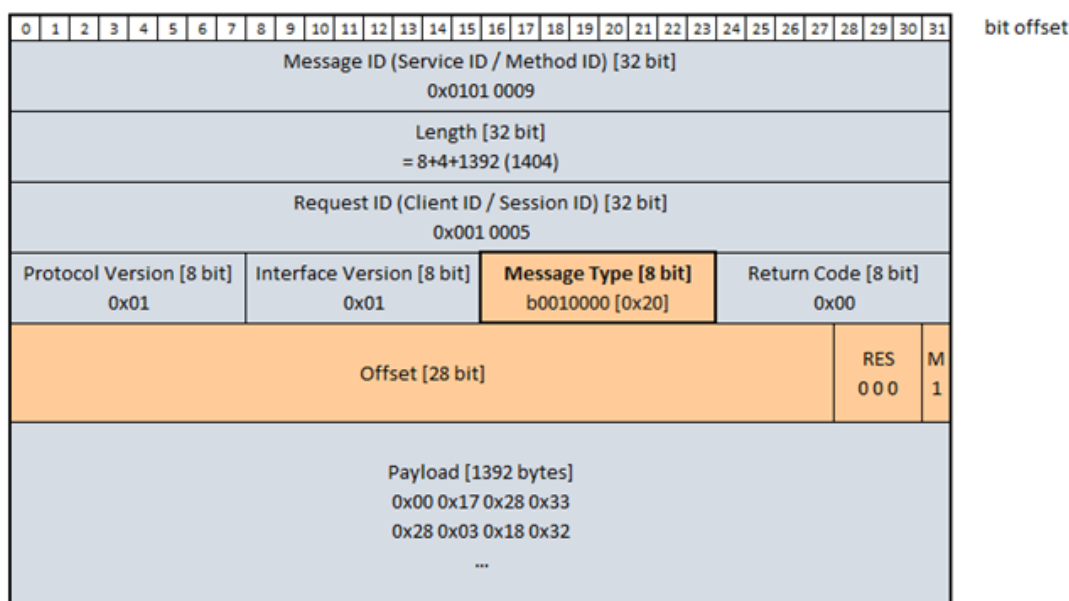 0 1 2 3 4 5 6 7 8 9 10 11 12 13 14 15 16 17 18 19 20 21 22 23 24 25 26 27 28 29 30 31 bit offset
Message ID (Service ID / Method ID) [32 bit]
0x0101 0009
Length [32 bit]
= 8+4+1392 (1404)
Request ID (Client ID / Session ID) [32 bit]
0x001 0005
Protocol Version [8 bit] Interface Version [8 bit] Message Type [8 bit] Return Code [8 bit]
0x01 0x01 b0010000 [0x20] 0x00
Offset [28 bit] RES M
0 0 0 1
Payload [1392 bytes]
0x00 0x17 0x28 0x33
0x28 0x03 0x18 0x32
...